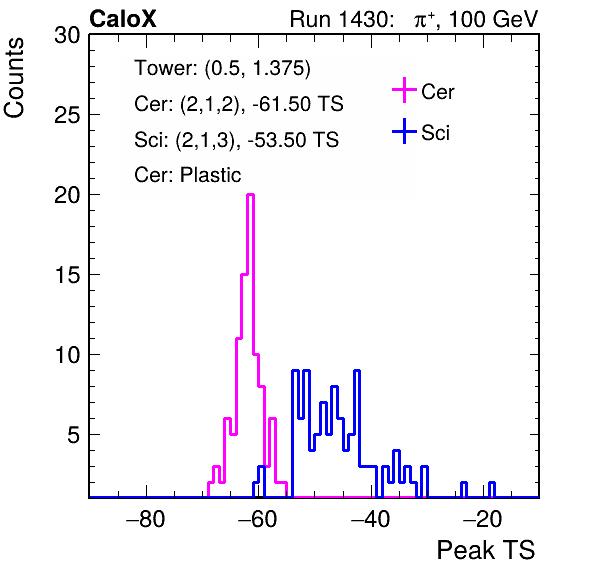 CaloX Run 1430: π⁺, 100 GeV
Counts
30
25
20
15
10
5
Tower: (0.5, 1.375)
Cer: (2,1,2), -61.50 TS
Sci: (2,1,3), -53.50 TS
Cer: Plastic
Cer
Sci
−80 −60 −40 −20
Peak TS